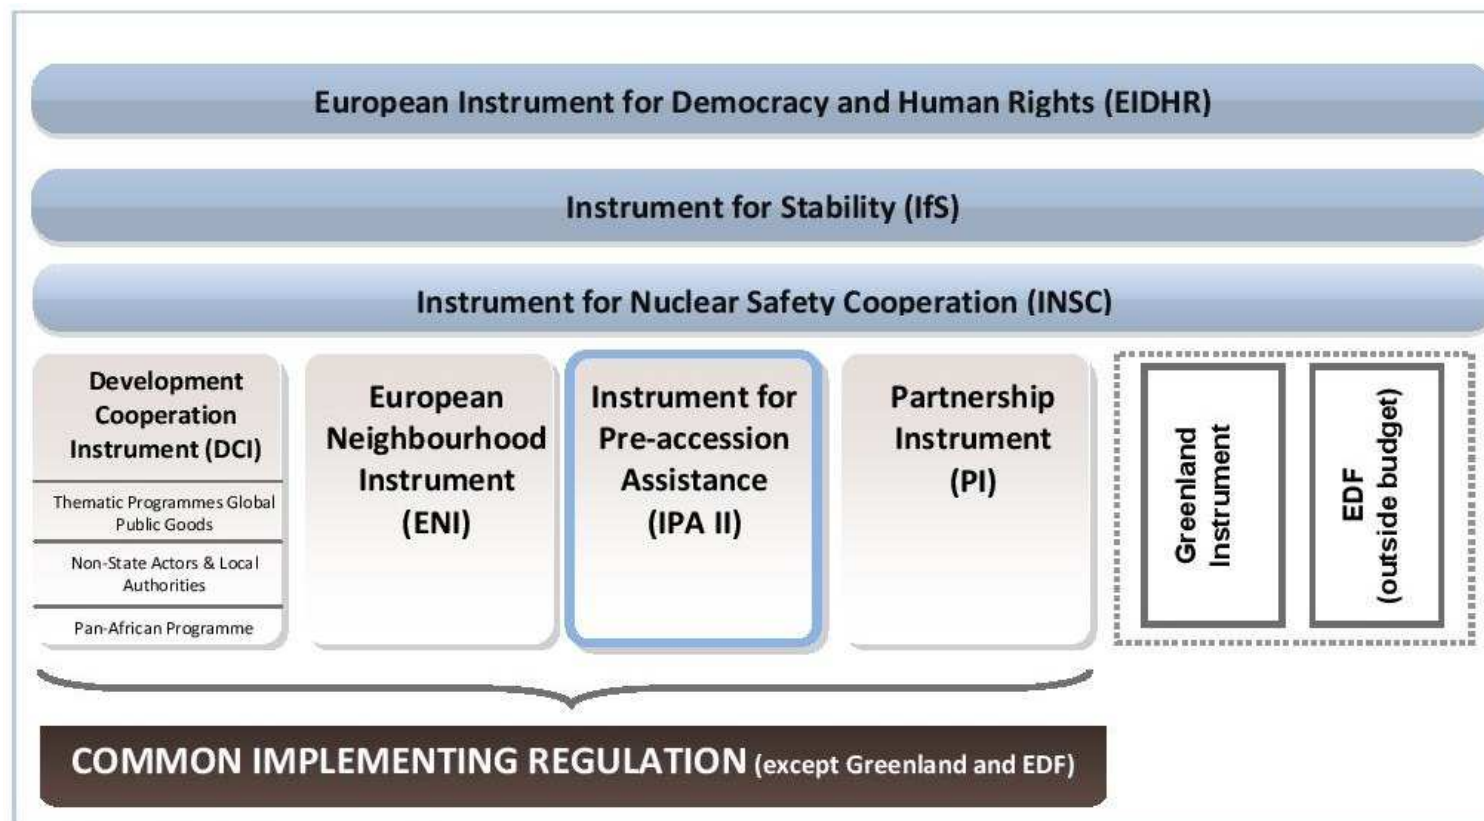 European Instrument for Democracy and Human Rights (EIDHR)
Instrument for Stability (IfS)
Instrument for Nuclear Safety Cooperation (INSC)
Development
Cooperation
Instrument (DCI)
Thematic Programmes Global
Public Goods
Non-State Actors & Local
Authorities
Pan-African Programme
European
Neighbourhood
Instrument
(ENI)
Instrument for
Pre-accession
Assistance
(IPA II)
Partnership
Instrument
(PI)
Greenland
Instrument
EDF
(outside budget)
COMMON IMPLEMENTING REGULATION (except Greenland and EDF)